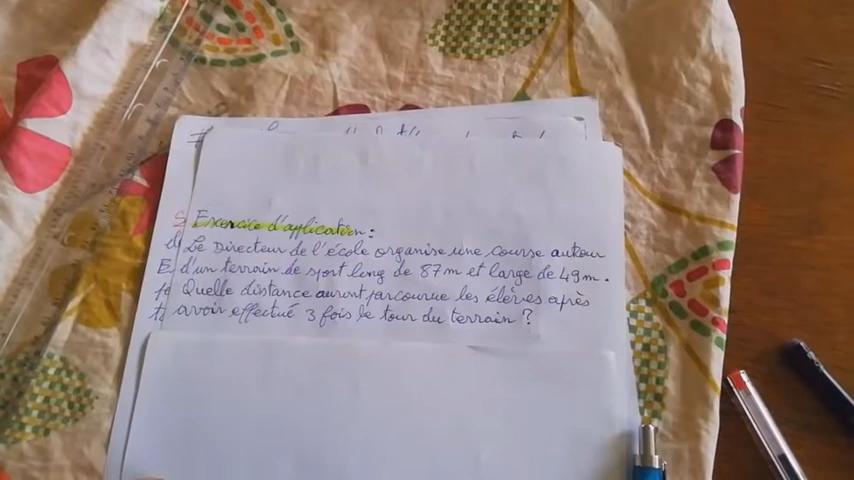 Exercice d'application:
Le Directeur de l'école organise une course autour
d'un terrain de sport long de 87m et large de 49m.
Quelle distance auront parcourue les élèves après
avoir effectué 3 fois le tour du terrain ?